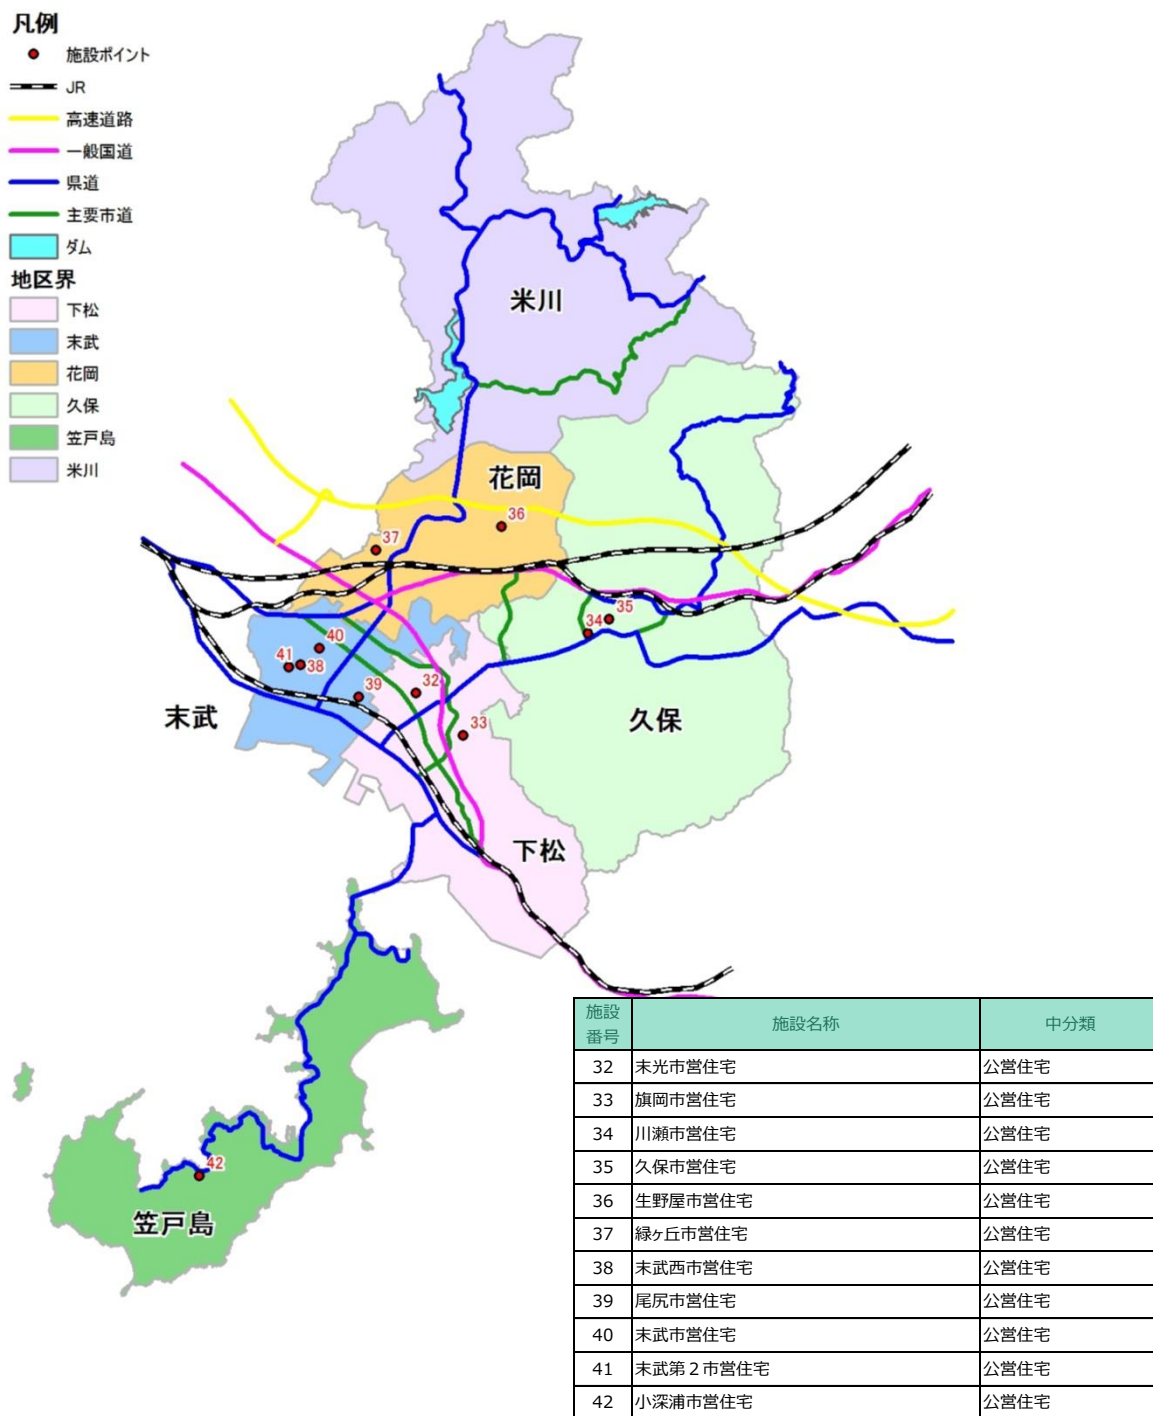 凡例
施設ポイント
JR
高速道路
一般国道
県道
主要市道
ダム
地区界
下松
末武
花岡
久保
笠戸島
米川
米川
花岡
36
37
35
34
40
41
38
39
32
33
末武
久保
下松
42
笠戸島
施設番号 施設名称 中分類
32 末光市営住宅 公営住宅
33 旗岡市営住宅 公営住宅
34 川瀬市営住宅 公営住宅
35 久保市営住宅 公営住宅
36 生野屋市営住宅 公営住宅
37 緑ヶ丘市営住宅 公営住宅
38 末武西市営住宅 公営住宅
39 尾尻市営住宅 公営住宅
40 末武市営住宅 公営住宅
41 末武第２市営住宅 公営住宅
42 小深浦市営住宅 公営住宅